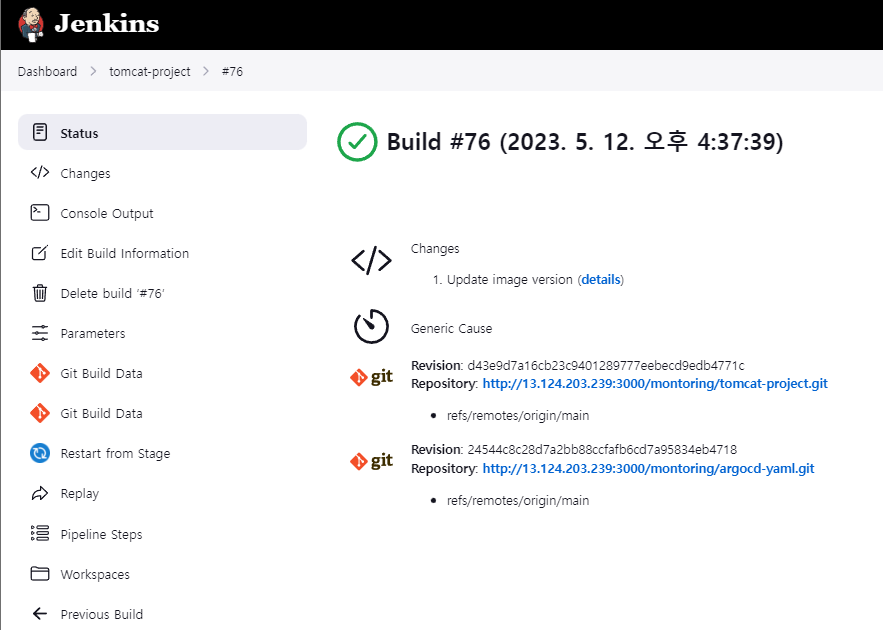 Jenkins
Dashboard > tomcat-project > #76
Status
Changes
Console Output
Edit Build Information
Delete build '#76'
Parameters
Git Build Data
Git Build Data
Restart from Stage
Replay
Pipeline Steps
Workspaces
Previous Build
Build #76 (2023. 5. 12. 오후 4:37:39)
Changes
1. Update image version (details)
Generic Cause
git
Revision: d43e9d7a16cb23c9401289777eebecd9edb4771c
Repository: http://13.124.203.239:3000/montoring/tomcat-project.git
• refs/remotes/origin/main
git
Revision: 24544c8c28d7a2bb88ccfafb6cd7a95834eb4718
Repository: http://13.124.203.239:3000/montoring/argocd-yaml.git
• refs/remotes/origin/main